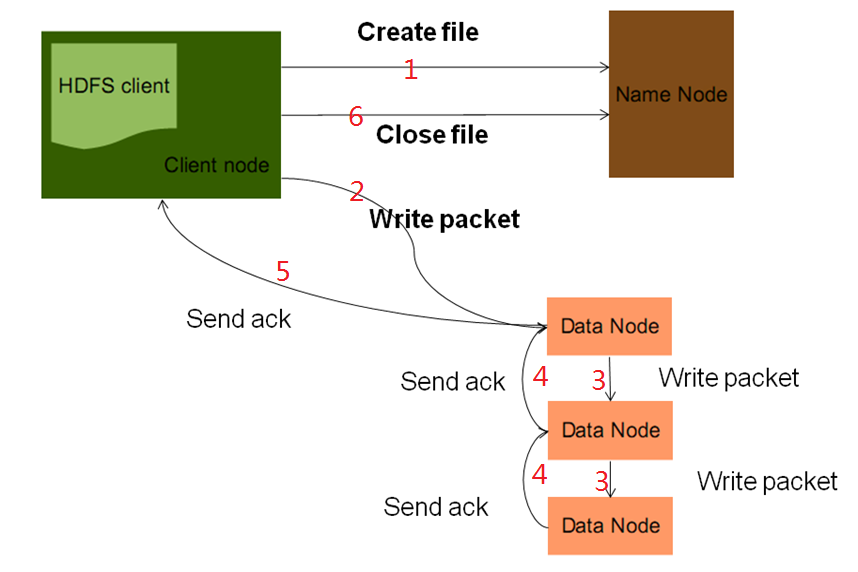 Create file
1
HDFS client
Name Node
6
Close file
Client node
2
Write packet
5
Send ack
Data Node
Send ack
4
3
Write packet
Data Node
4
3
Write packet
Send ack
Data Node